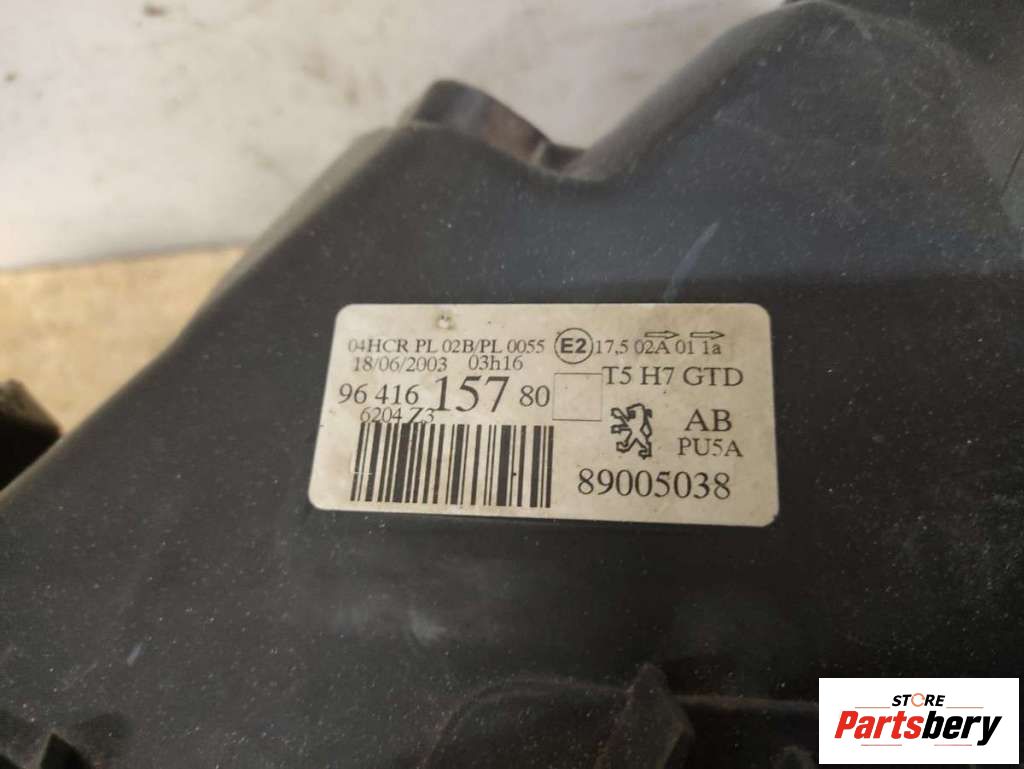 04HCR PL 02B/PL 0055 E2 17,5 02A 01 1a
18/06/2003 03h16
96 416 157 80
6204 Z3
T5 H7 GTD
AB
PU5A
89005038
STORE
Partsbery